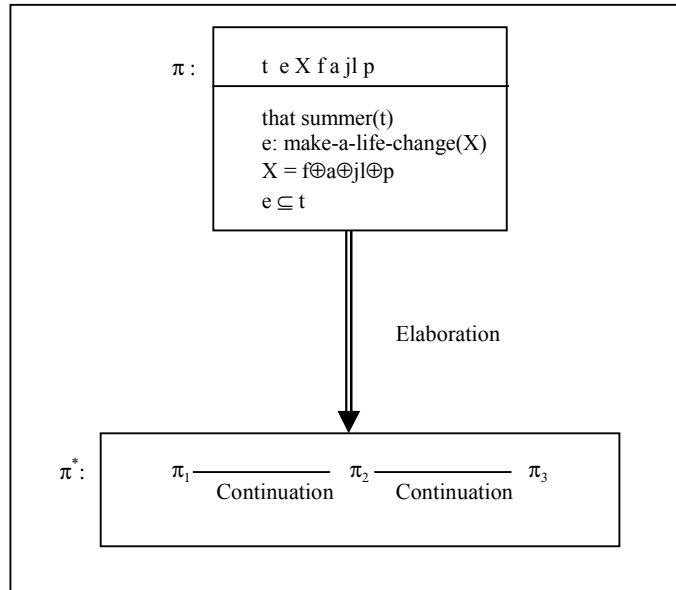 π :
t e X f a jl p
that summer(t)
e: make-a-life-change(X)
X = f⊕a⊕jl⊕p
e ⊆ t
Elaboration
π*:
π₁ π₂ π₃
Continuation Continuation